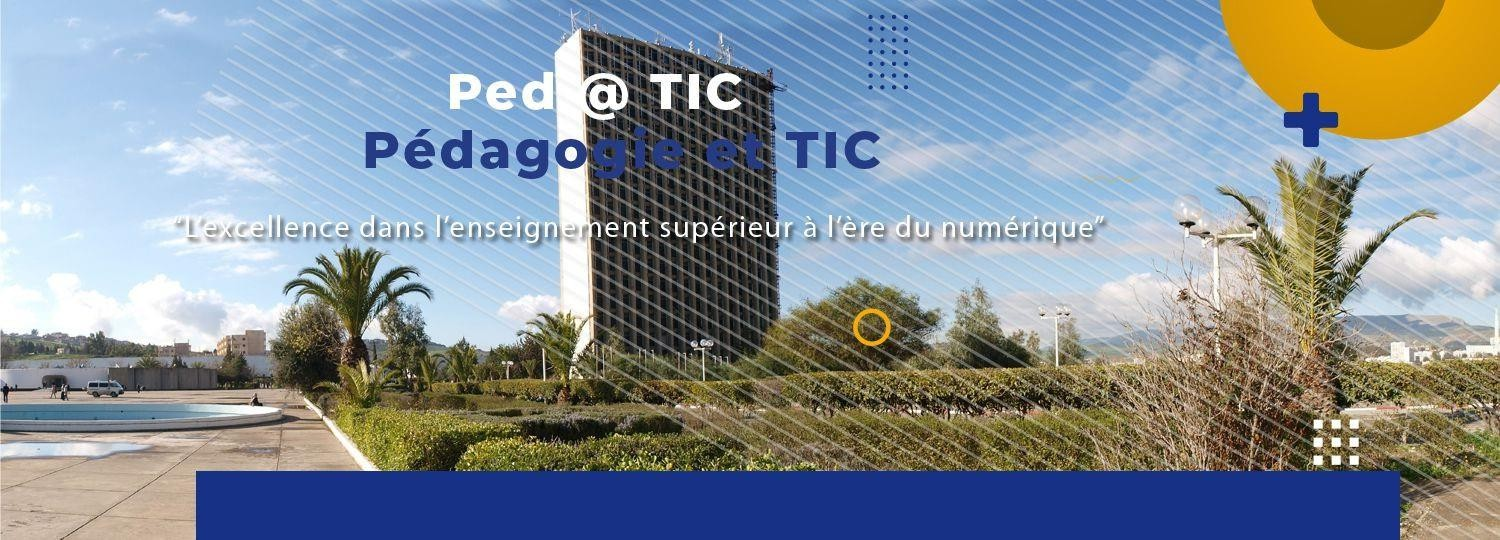 Ped @ TIC
Pédagogie et TIC
“L’excellence dans l’enseignement supérieur à l’ère du numérique”